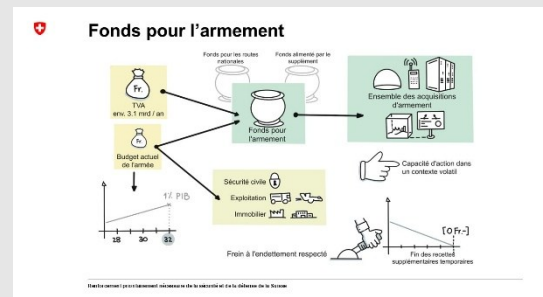 Fonds pour l’armement
Fonds pour les routes
nationales
Fonds alimenté par le
supplément
Fr.
TVA
env. 3.1 mrd / an
Fonds pour
l'armement
Ensemble des acquisitions
d'armement
Fr.
Budget actuel
de l'armée
Capacité d'action dans
un contexte volatil
Sécurité civile
Exploitation
Immobilier
1% PIB
28 30 32
[0 Fr.-]
Frein à l'endettement respecté
Fin des recettes
supplémentaires temporaires